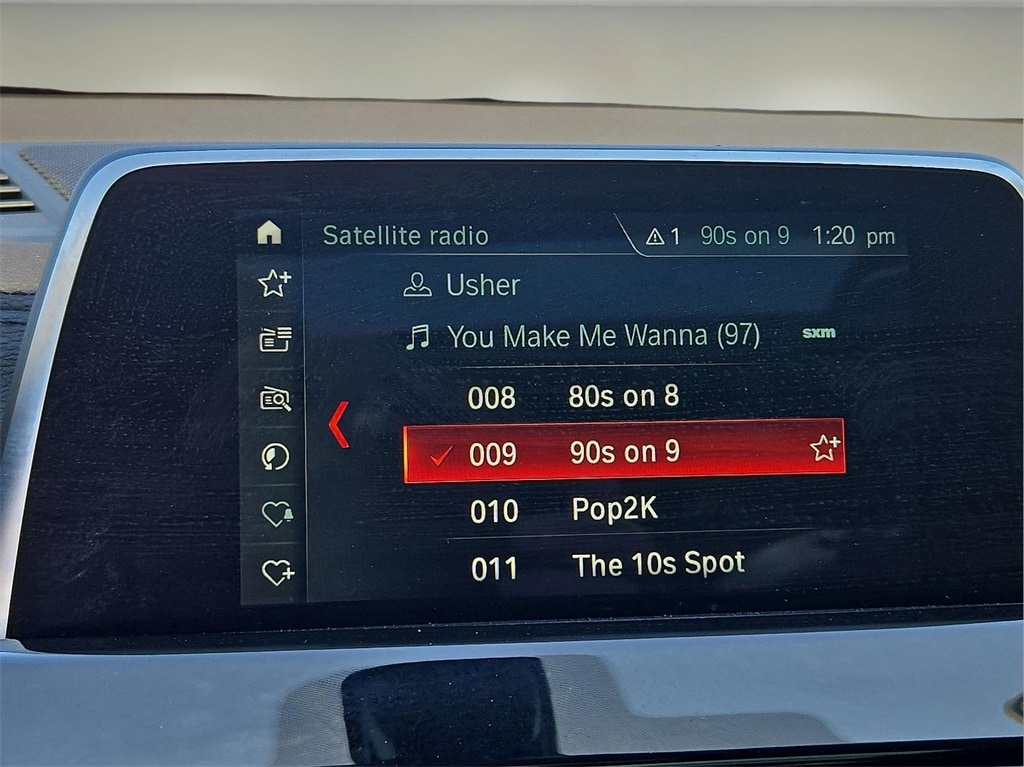 Satellite radio 1 90s on 9 1:20 pm
Usher
You Make Me Wanna (97) sxm
008 80s on 8
009 90s on 9
010 Pop2K
011 The 10s Spot